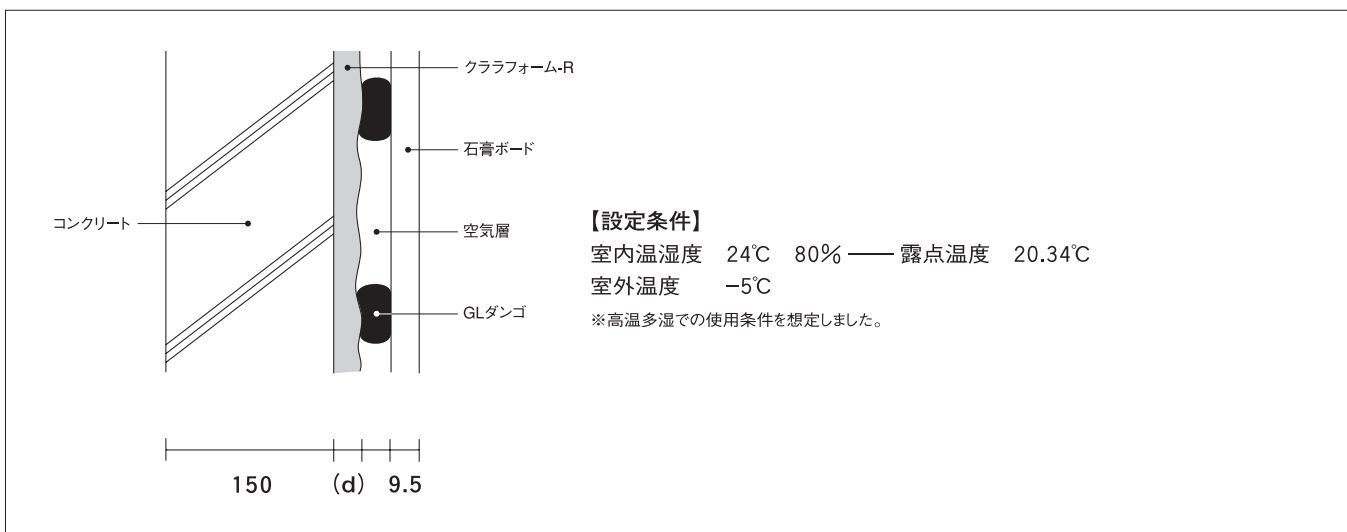 クララフォーム-R
石膏ボード
コンクリート
空気層
GLダンゴ
150 (d) 9.5
【設定条件】
室内温湿度 24℃ 80% ―― 露点温度 20.34℃
室外温度 −5℃
※高温多湿での使用条件を想定しました。